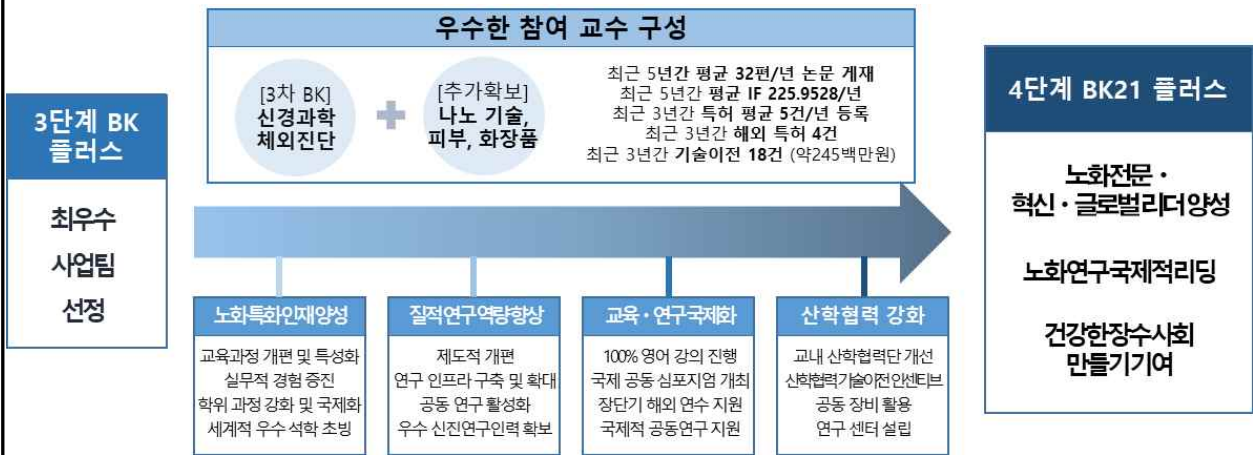 우수한 참여 교수 구성
[3차 BK]
신경과학
체외진단
[추가확보]
나노 기술,
피부, 화장품
최근 5년간 평균 32편/년 논문 게재
최근 5년간 평균 IF 225.9528/년
최근 3년간 특허 평균 5건/년 등록
최근 3년간 해외 특허 4건
최근 3년간 기술이전 18건 (약245백만원)
3단계 BK
플러스
최우수
사업팀
선정
노화특화인재양성
교육과정 개편 및 특성화
실무적 경험 증진
학위 과정 강화 및 국제화
세계적 우수 석학 초빙
질적연구역량향상
제도적 개편
연구 인프라 구축 및 확대
공동 연구 활성화
우수 신진연구인력 확보
교육・연구국제화
100% 영어 강의 진행
국제 공동 심포지엄 개최
장단기 해외 연수 지원
국제적 공동연구 지원
산학협력 강화
교내 산학협력단 개선
산학협력기술이전인센티브
공동 장비 활용
연구 센터 설립
4단계 BK21 플러스
노화전문・
혁신・글로벌리더양성
노화연구국제적리딩
건강한장수사회
만들기기여